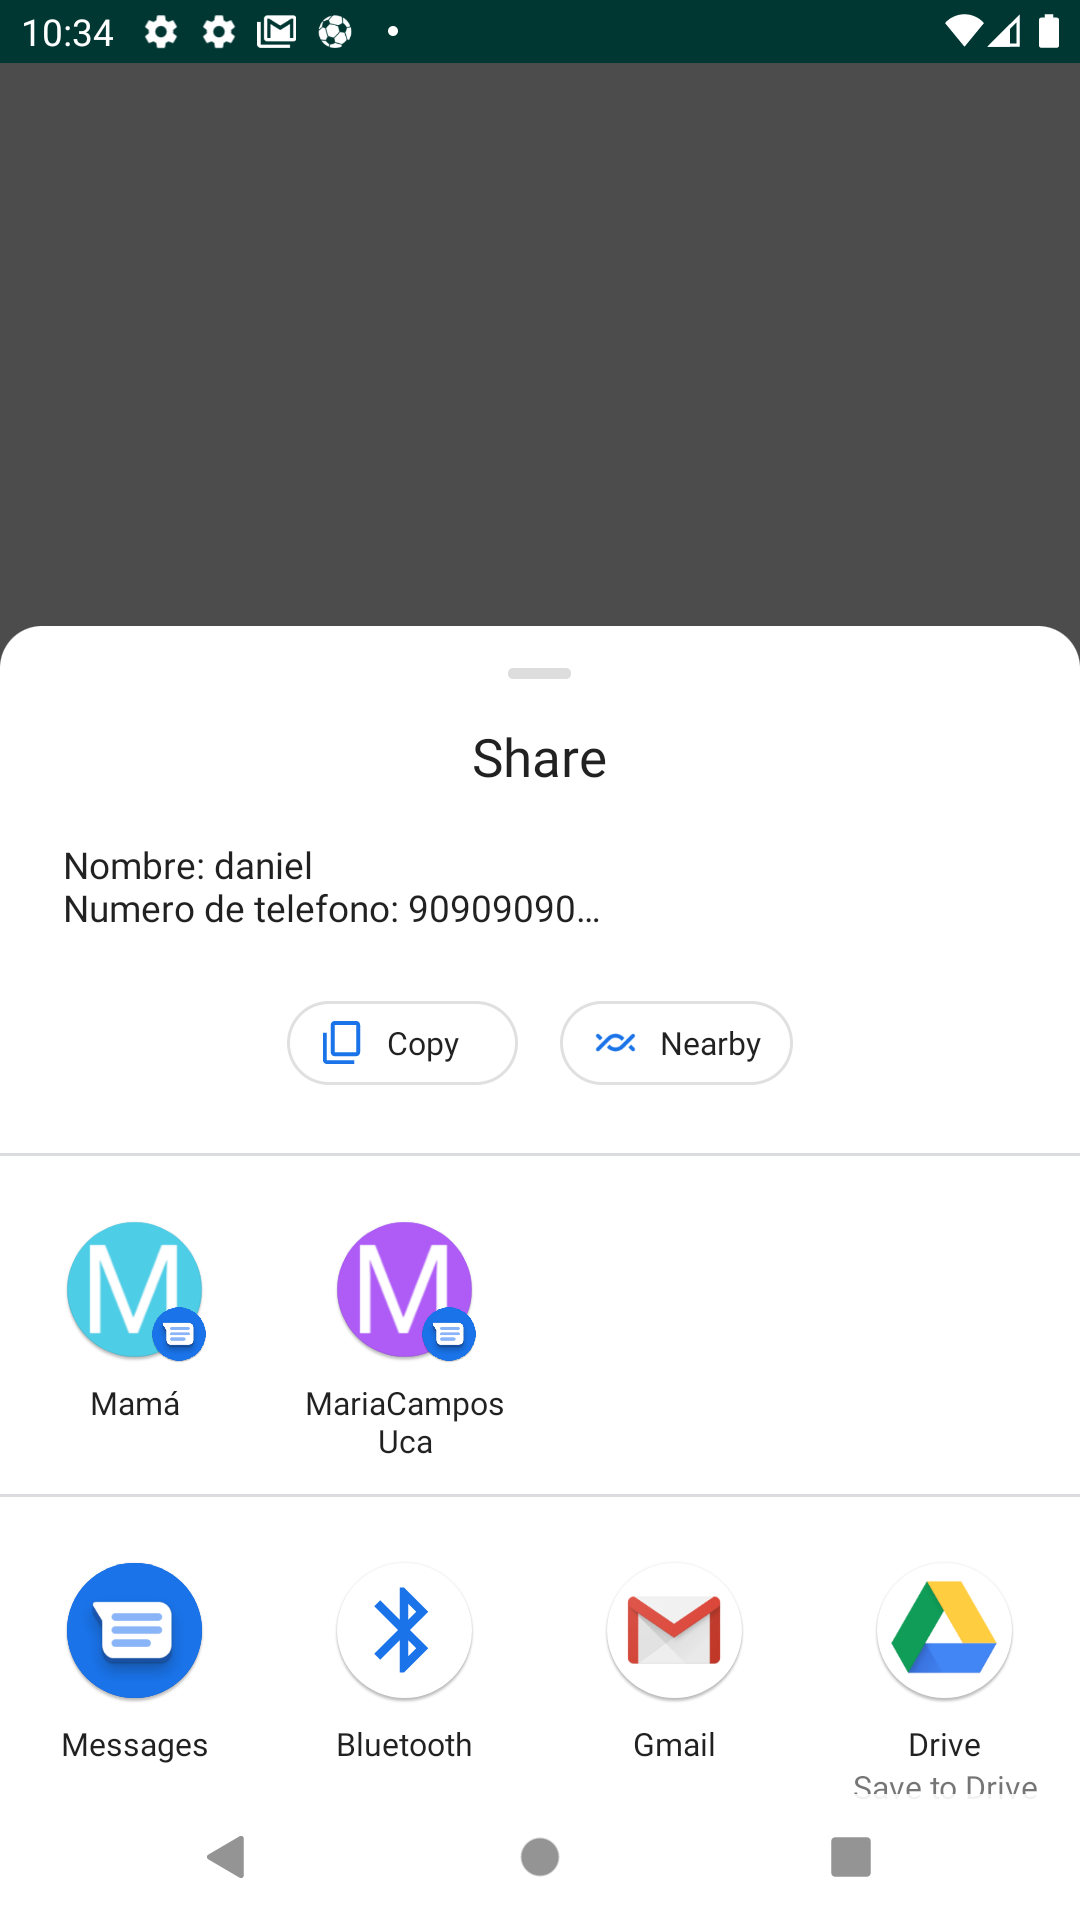 10:34
Share
Nombre: daniel
Numero de telefono: 90909090…
Copy
Nearby
M
M
Mamá
MariaCampos
Uca
Messages
Bluetooth
Gmail
Drive
Save to Drive